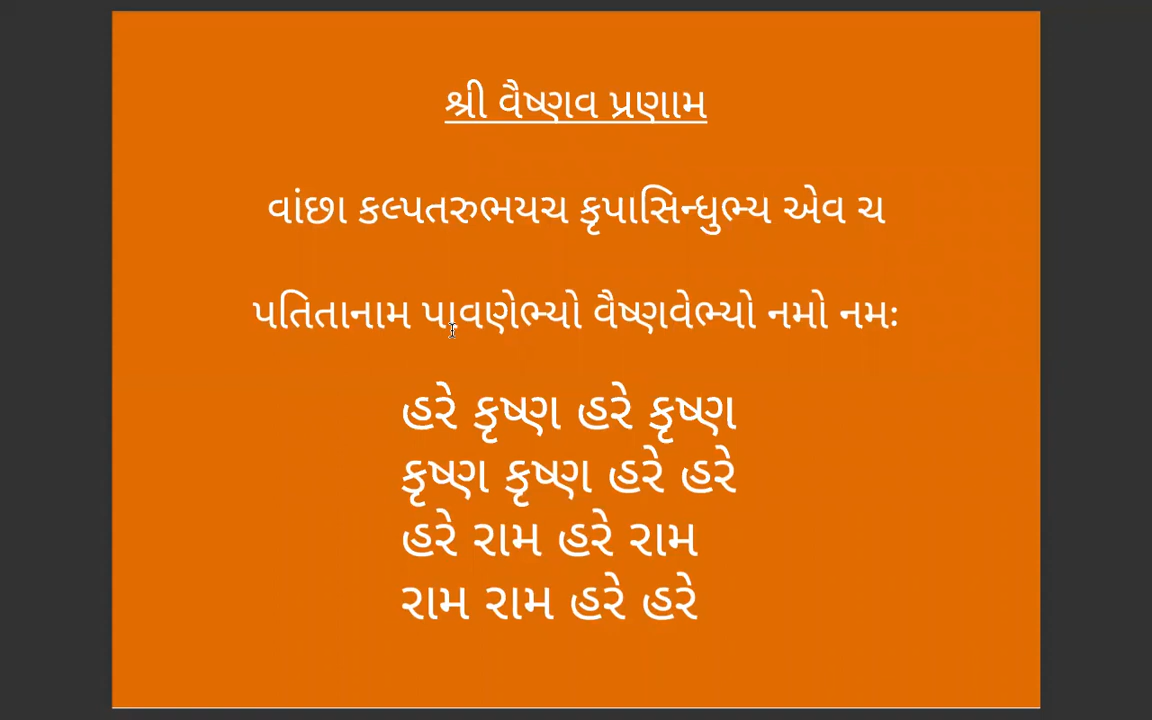 શ્રી વૈષ્ણવ પ્રણામ
વાંછા કલ્પતરુભયચ કૃપાસિન્ધુભ્ય એવ ચ
પતિતાનામ પાવણેભ્યો વૈષ્ણવેભ્યો નમો નમઃ
હરે કૃષ્ણ હરે કૃષ્ણ
કૃષ્ણ કૃષ્ણ હરે હરે
હરે રામ હરે રામ
રામ રામ હરે હરે